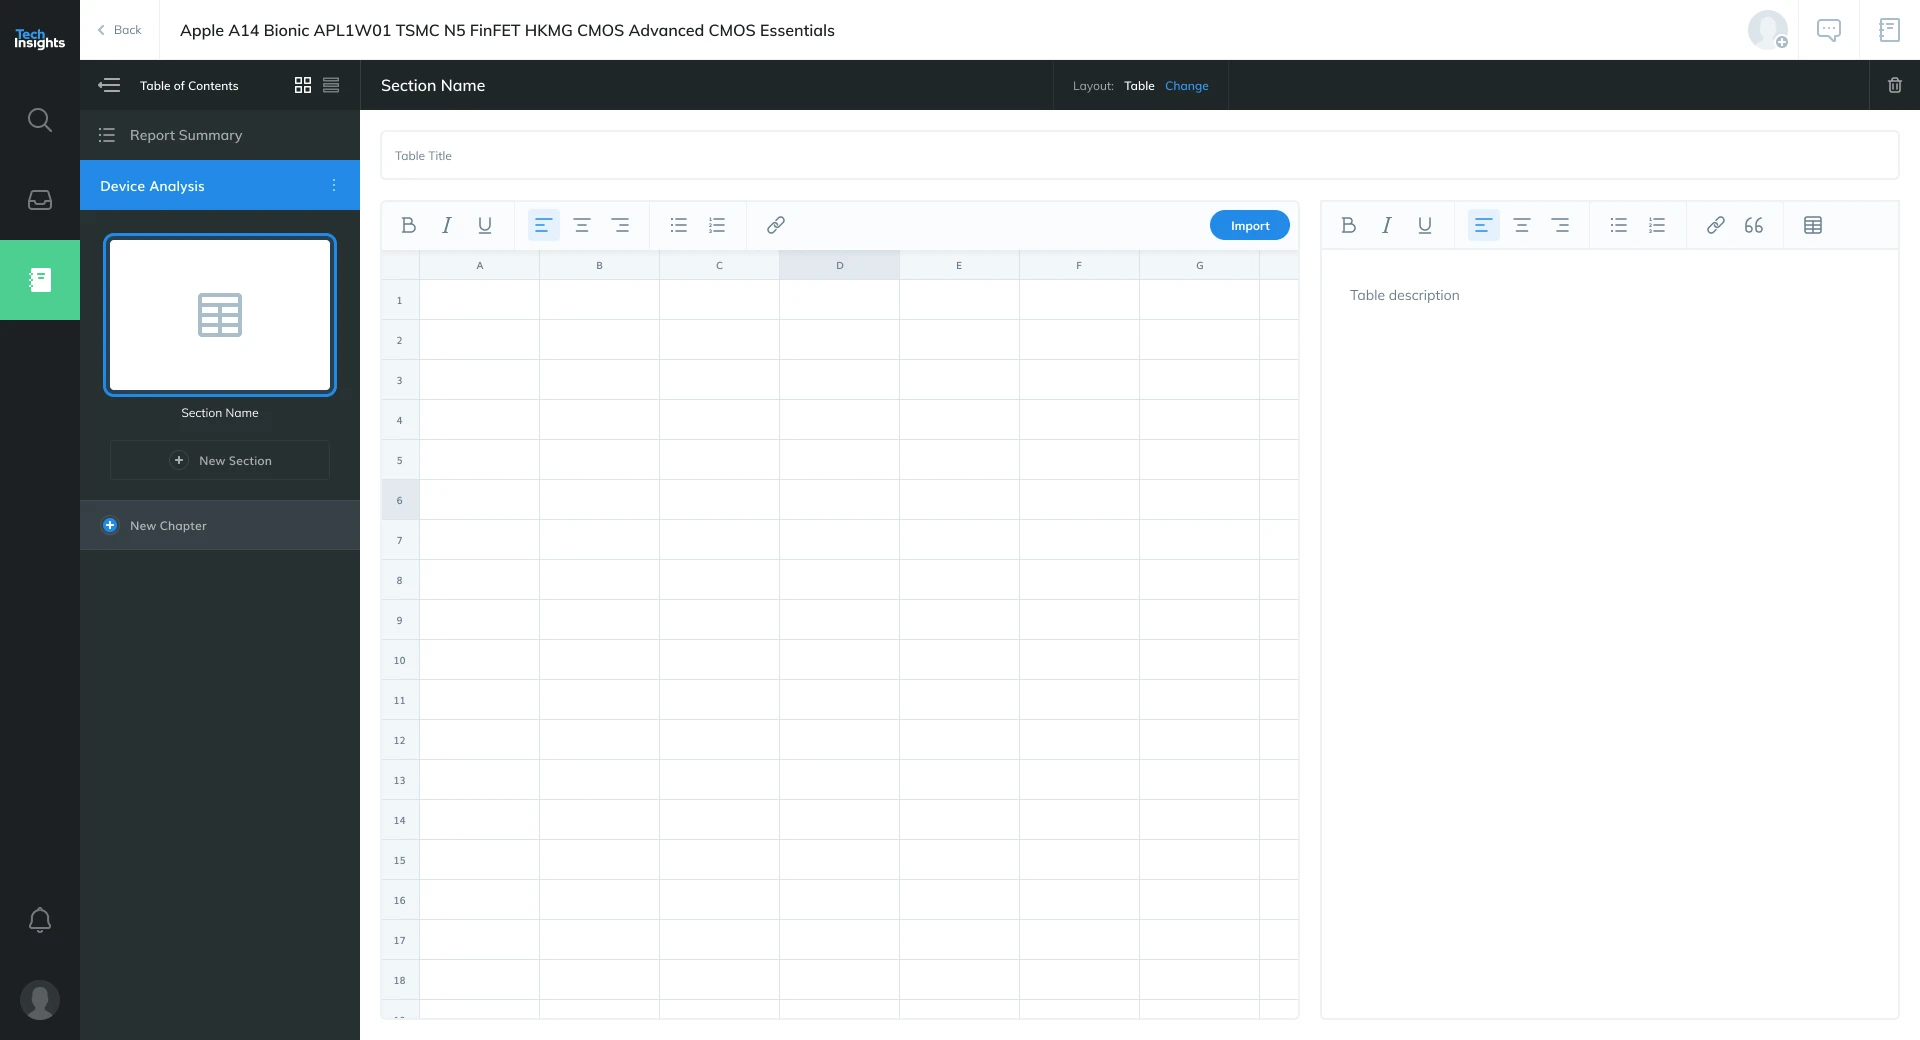 Tech
Insights
Back
Apple A14 Bionic APL1W01 TSMC N5 FinFET HKMG CMOS Advanced CMOS Essentials
Table of Contents
Section Name
Layout: Table Change
Report Summary
Device Analysis
Section Name
New Section
New Chapter
Table Title
B I U
Import
B I U
A B C D E F G
1
2
3
4
5
6
7
8
9
10
11
12
13
14
15
16
17
18
Table description